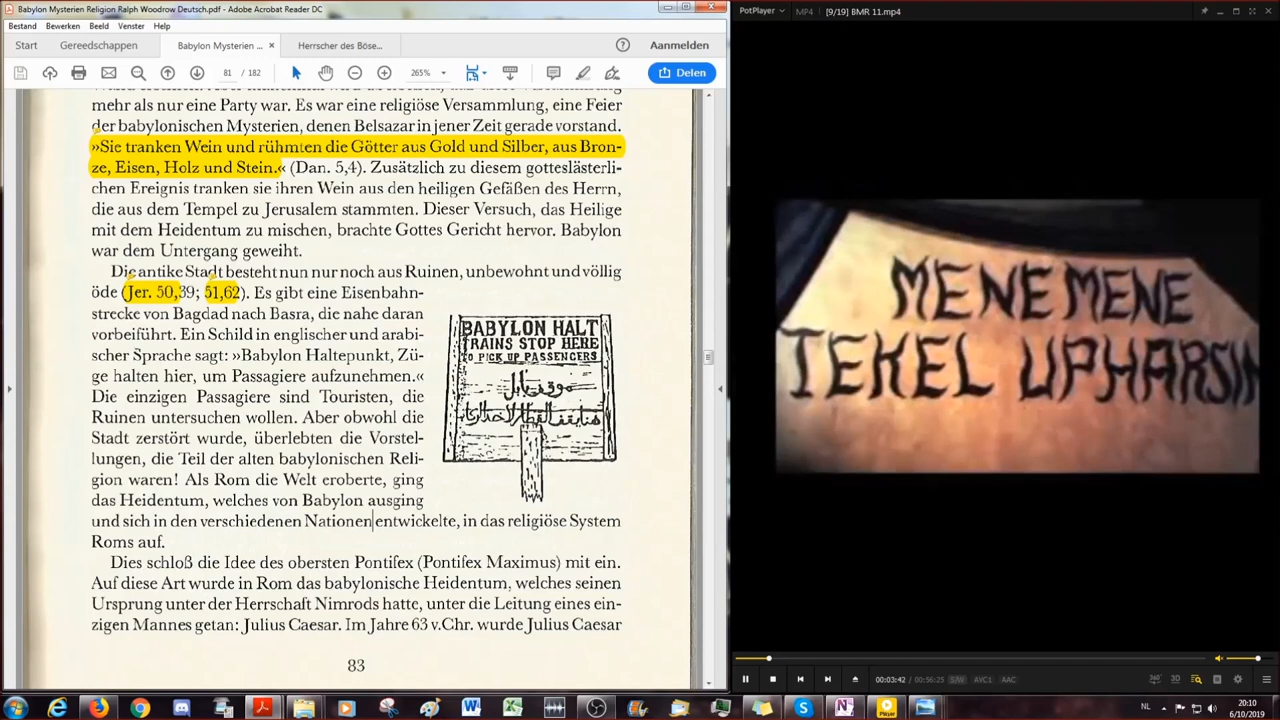 Babylon Mysterien Religion Ralph Woodrow Deutsch.pdf - Adobe Acrobat Reader DC
Bestand Bewerken Beeld Venster Help
Start Gereedschappen Babylon Mysterien ... × Herrscher des Böse... Aanmelden
81 / 182 265% Delen
mehr als nur eine Party war. Es war eine religiöse Versammlung, eine Feier
der babylonischen Mysterien, denen Belsazar in jener Zeit gerade vorstand.
»Sie tranken Wein und rühmten die Götter aus Gold und Silber, aus Bron-
ze, Eisen, Holz und Stein.« (Dan. 5,4). Zusätzlich zu diesem gotteslästerli-
chen Ereignis tranken sie ihren Wein aus den heiligen Gefäßen des Herrn,
die aus dem Tempel zu Jerusalem stammten. Dieser Versuch, das Heilige
mit dem Heidentum zu mischen, brachte Gottes Gericht hervor. Babylon
war dem Untergang geweiht.
Die antike Stadt besteht nun nur noch aus Ruinen, unbewohnt und völlig
öde (Jer. 50,39; 51,62). Es gibt eine Eisenbahn-
strecke von Bagdad nach Basra, die nahe daran
vorbeiführt. Ein Schild in englischer und arabi-
scher Sprache sagt: »Babylon Haltepunkt, Zü-
ge halten hier, um Passagiere aufzunehmen.«
Die einzigen Passagiere sind Touristen, die
Ruinen untersuchen wollen. Aber obwohl die
Stadt zerstört wurde, überlebten die Vorstel-
lungen, die Teil der alten babylonischen Reli-
gion waren! Als Rom die Welt eroberte, ging
das Heidentum, welches von Babylon ausging
und sich in den verschiedenen Nationen entwickelte, in das religiöse System
Roms auf.
Dies schloß die Idee des obersten Pontifex (Pontifex Maximus) mit ein.
Auf diese Art wurde in Rom das babylonische Heidentum, welches seinen
Ursprung unter der Herrschaft Nimrods hatte, unter die Leitung eines ein-
zigen Mannes getan: Julius Caesar. Im Jahre 63 v.Chr. wurde Julius Caesar
83
BABYLON HALT
TRAINS STOP HERE
TO PICK UP PASSENGERS
موقف بابل
PotPlayer MP4 [9/19] BMR 11.mp4
MENE MENE
TEKEL UPHARSIN
00:03:42 / 00:56:25 S/W AVC1 AAC
360° 3D
NL 20:10
6/10/2019